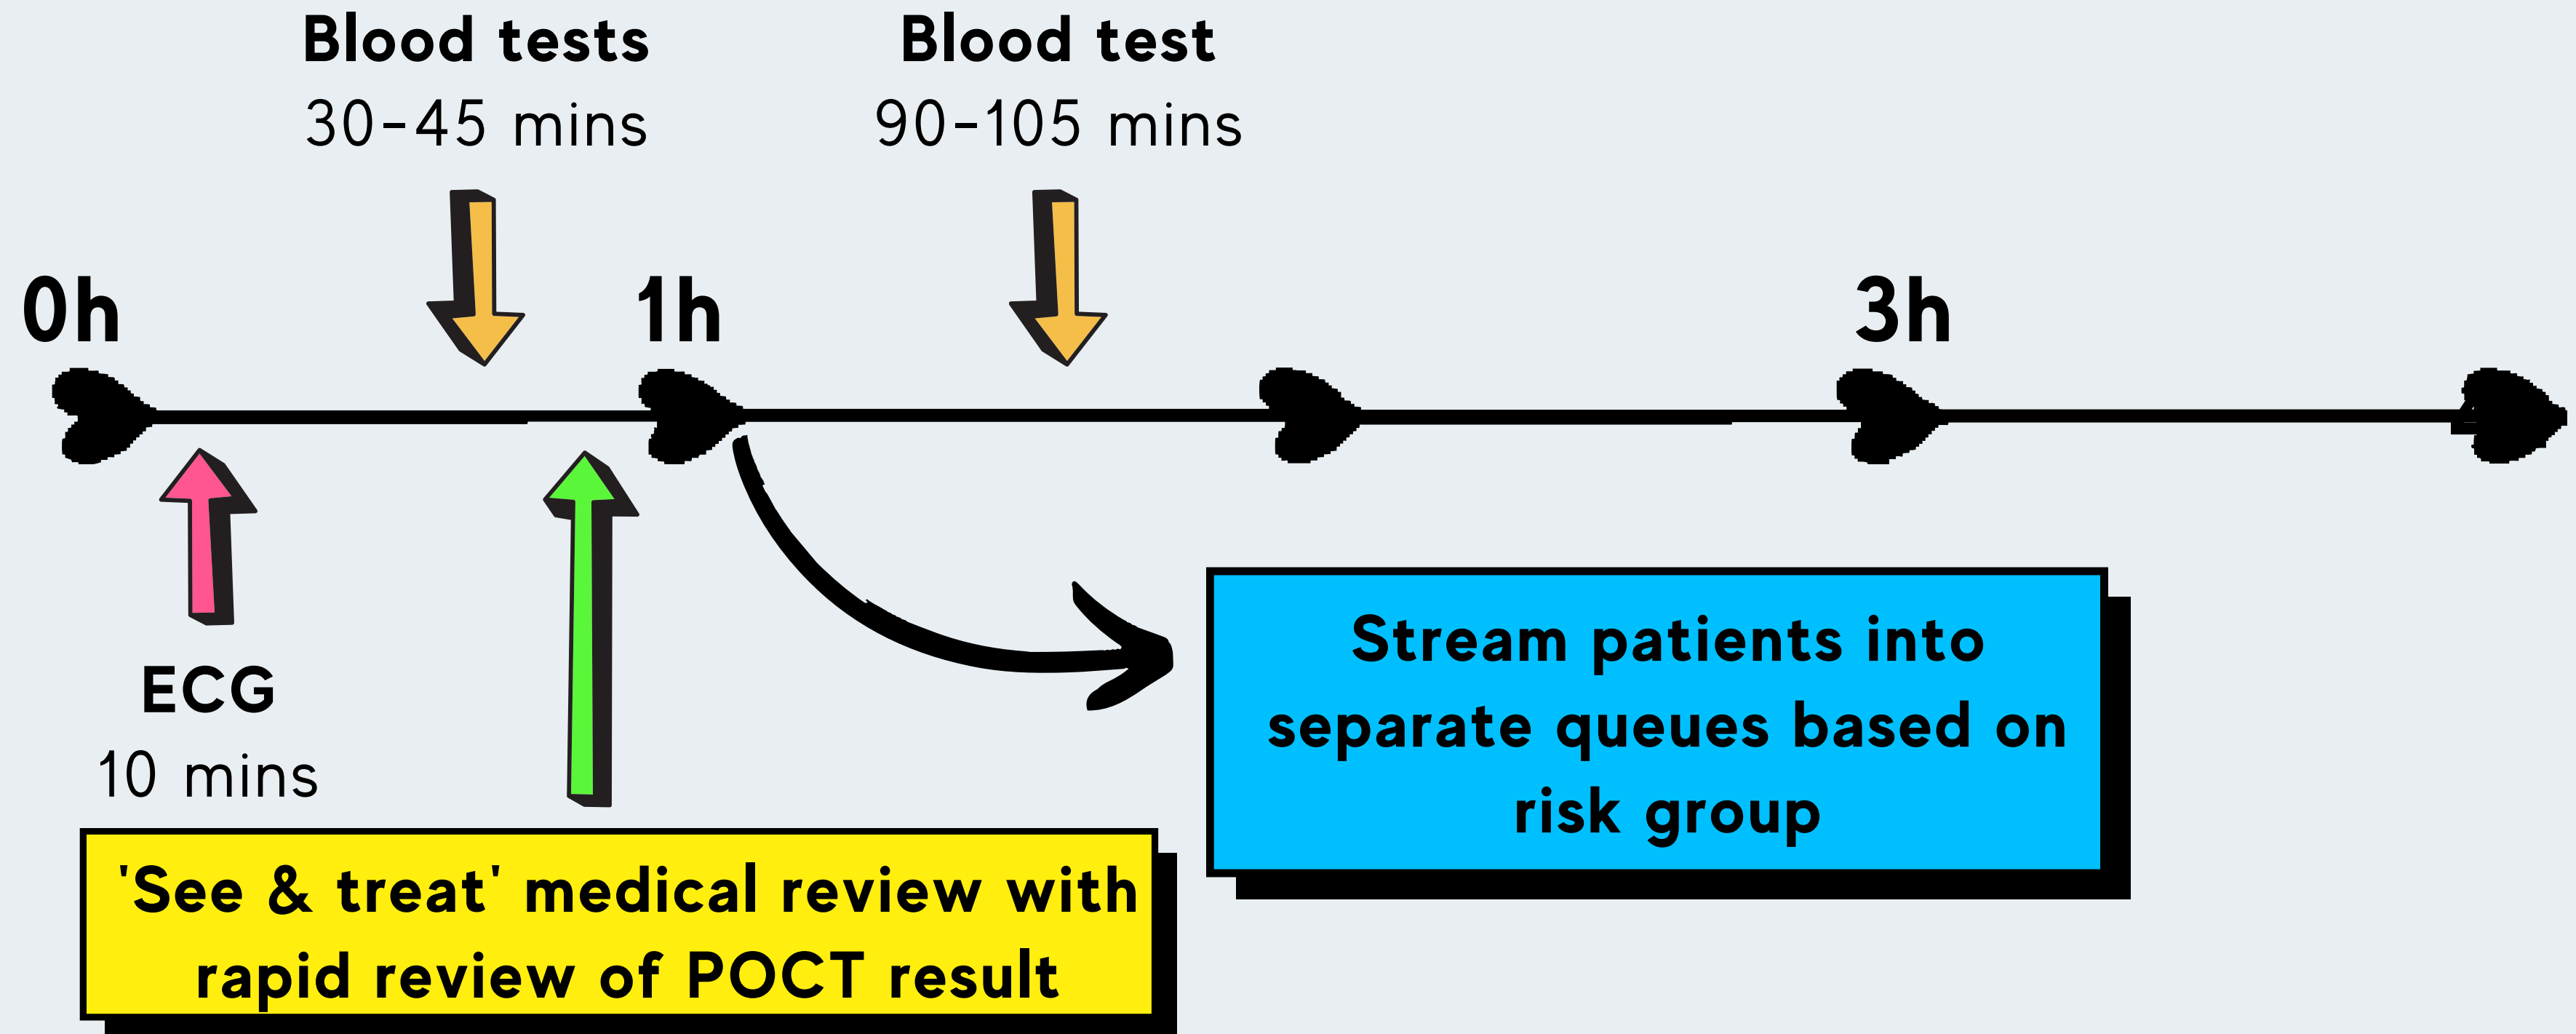 Blood tests
30-45 mins
Blood test
90-105 mins
0h
1h
3h
ECG
10 mins
'See & treat' medical review with
rapid review of POCT result
Stream patients into
separate queues based on
risk group